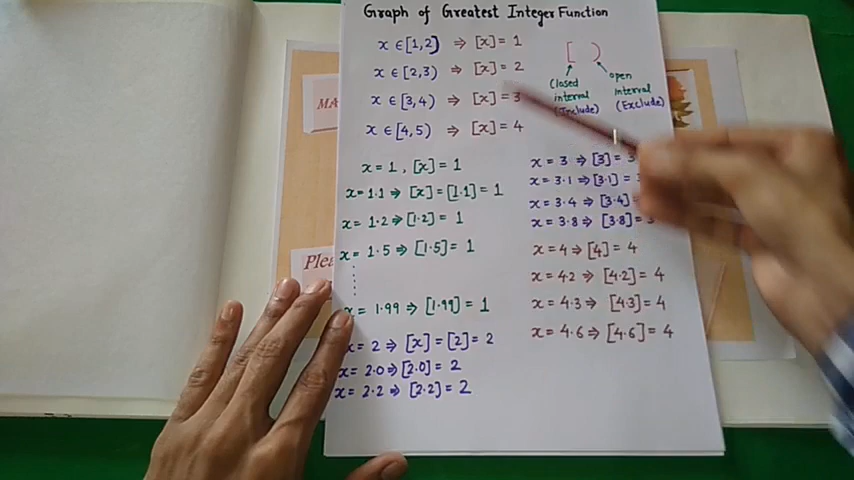 Graph of Greatest Integer Function
x ∈ [1,2) ⇒ [x] = 1
x ∈ [2,3) ⇒ [x] = 2
x ∈ [3,4) ⇒ [x] = 3
x ∈ [4,5) ⇒ [x] = 4
[ )
Closed interval (Include)
open interval (Exclude)
x = 1 , [x] = 1
x = 1.1 ⇒ [x] = [1.1] = 1
x = 1.2 ⇒ [1.2] = 1
x = 1.5 ⇒ [1.5] = 1
x = 1.99 ⇒ [1.99] = 1
x = 2 ⇒ [x] = [2] = 2
x = 2.0 ⇒ [2.0] = 2
x = 2.2 ⇒ [2.2] = 2
x = 3 ⇒ [3] = 3
x = 3.1 ⇒ [3.1] =
x = 3.4 ⇒ [3.4] =
x = 3.8 ⇒ [3.8] = 3
x = 4 ⇒ [4] = 4
x = 4.2 ⇒ [4.2] = 4
x = 4.3 ⇒ [4.3] = 4
x = 4.6 ⇒ [4.6] = 4